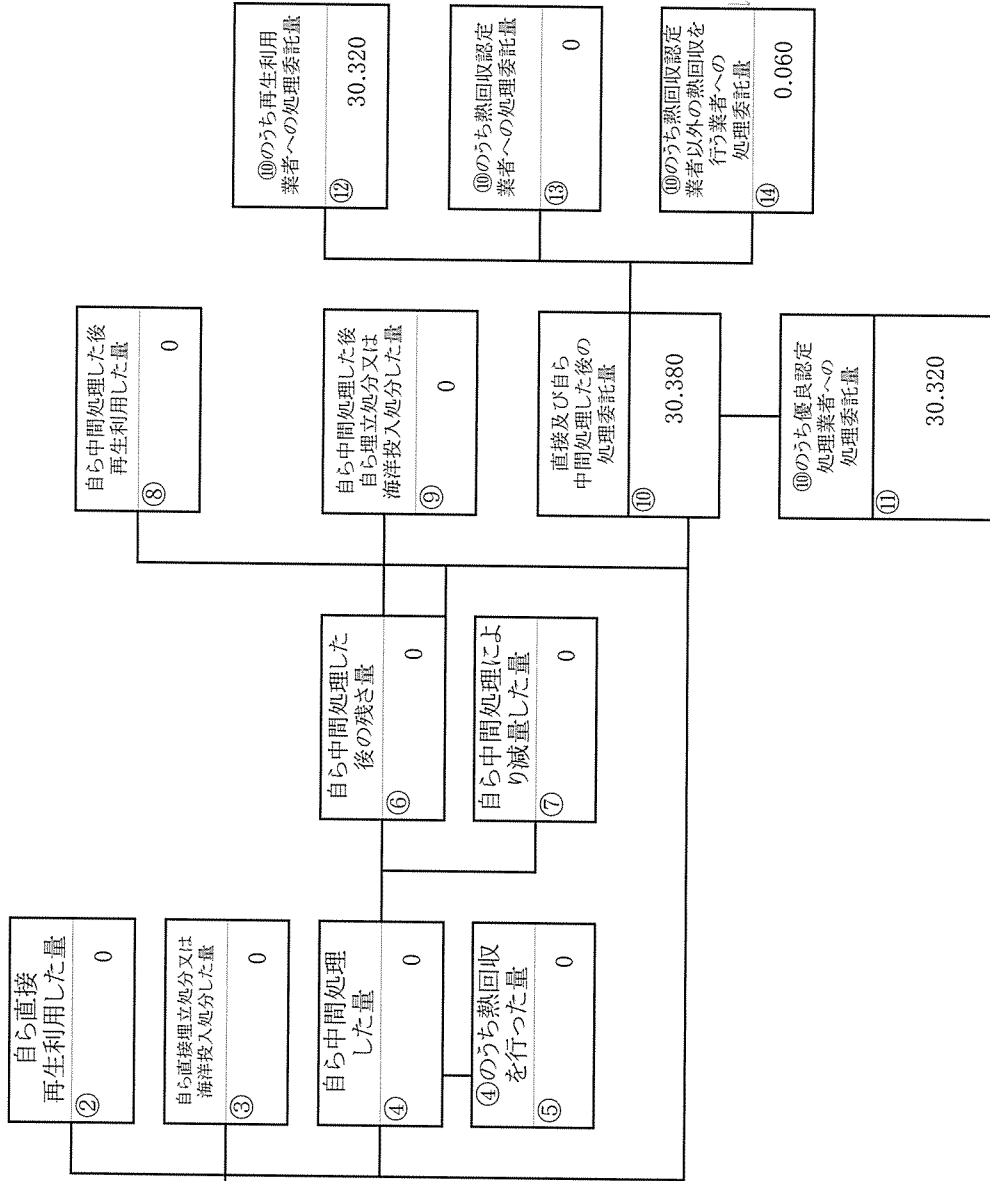 自ら直接
再生利用した量
②
0
自ら直接埋立処分又は
海洋投入処分した量
③
0
自ら中間処理
した量
④
0
④のうち熱回収
を行った量
⑤
0
自ら中間処理した
後の残さ量
⑥
0
自ら中間処理によ
り減量した量
⑦
0
自ら中間処理した後
再生利用した量
⑧
0
自ら中間処理した後
自ら埋立処分又は
海洋投入処分した量
⑨
0
直接及び自ら
中間処理した後の
処理委託量
⑩
30.380
⑩のうち優良認定
処理業者への
処理委託量
⑪
30.320
⑩のうち再生利用
業者への処理委託量
⑫
30.320
⑩のうち熱回収認定
業者への処理委託量
⑬
0
⑩のうち熱回収認定
業者以外の熱回収を
行う業者への
処理委託量
⑭
0.060